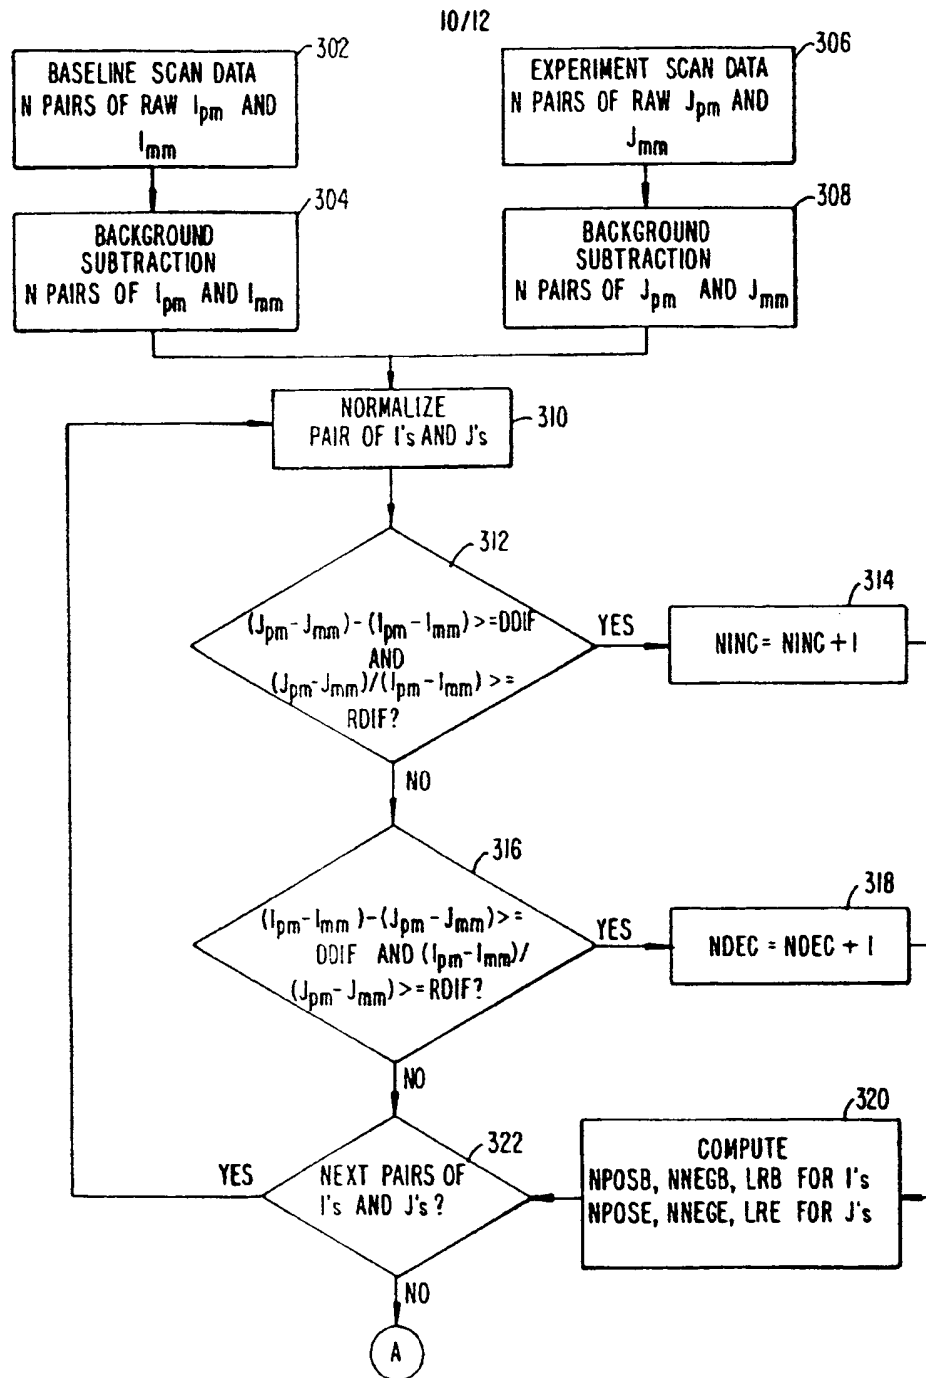 10/12
302
BASELINE SCAN DATA
N PAIRS OF RAW Ipm AND
Imm
306
EXPERIMENT SCAN DATA
N PAIRS OF RAW Jpm AND
Jmm
304
BACKGROUND
SUBTRACTION
N PAIRS OF Ipm AND Imm
308
BACKGROUND
SUBTRACTION
N PAIRS OF Jpm AND Jmm
NORMALIZE
PAIR OF I's AND J's
310
312
(Jpm-Jmm)-(Ipm-Imm)>=DDIF
AND
(Jpm-Jmm)/(Ipm-Imm)>=
RDIF?
YES
314
NINC=NINC+1
NO
316
(Ipm-Imm)-(Jpm-Jmm)>=
DDIF AND (Ipm-Imm)/
(Jpm-Jmm)>=RDIF?
YES
318
NDEC=NDEC+1
NO
322
NEXT PAIRS OF
I's AND J's?
YES
320
COMPUTE
NPOSB, NNEGB, LRB FOR I's
NPOSE, NNEGE, LRE FOR J's
NO
A